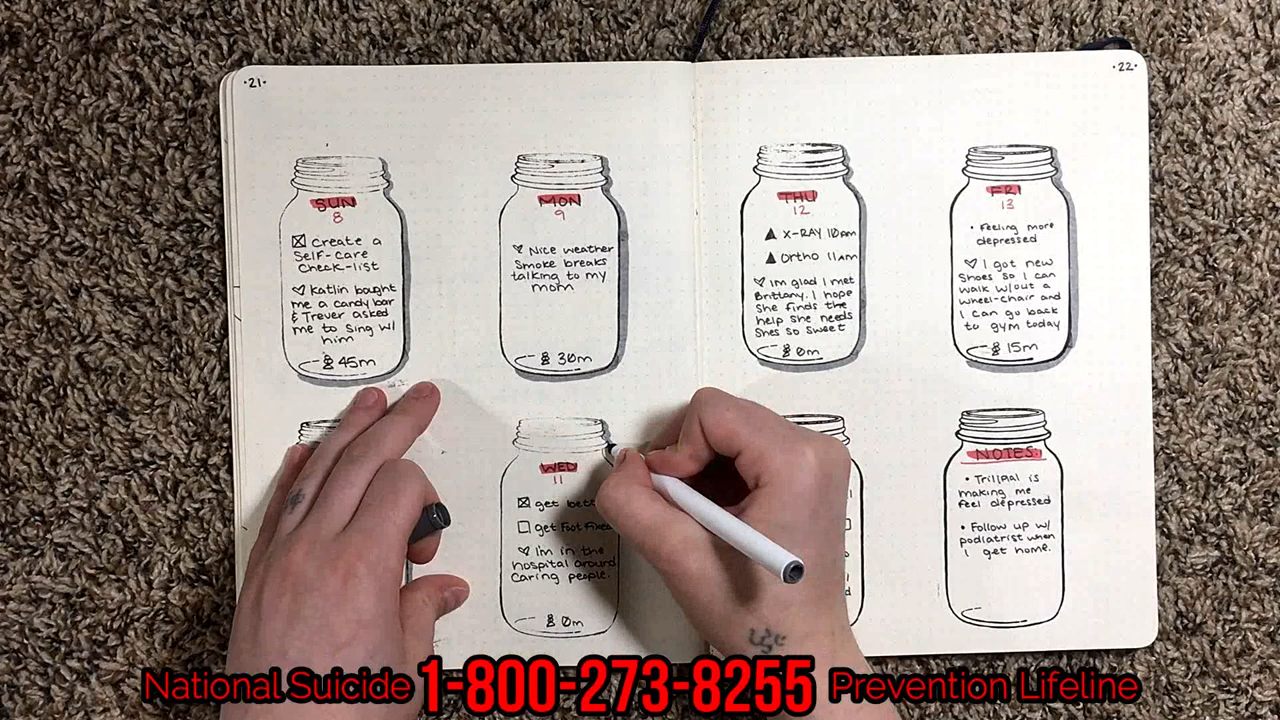 ·21·
·22·
SUN
8
Create a
Self-care
check-list
Katlin bought
me a candy bar
& Trever asked
me to sing w/
him
45m
MON
9
Nice weather
Smoke breaks
talking to my
mom
30m
THU
12
X-RAY 10am
Ortho 11am
Im glad I met
Brittany. I hope
She finds the
help She needs
Shes so Sweet
0m
FRI
13
• Feeling more
depressed
I got new
Shoes so I can
walk w/out a
wheel-chair and
I can go back
to gym today
15m
WED
11
get
get Foot Fixed
I'm in the
hospital around
Caring people.
0m
NOTES.
• Trillpial is
making me
feel depressed
• Follow up w/
podiatrist when
I get home.
National Suicide 1-800-273-8255 Prevention Lifeline